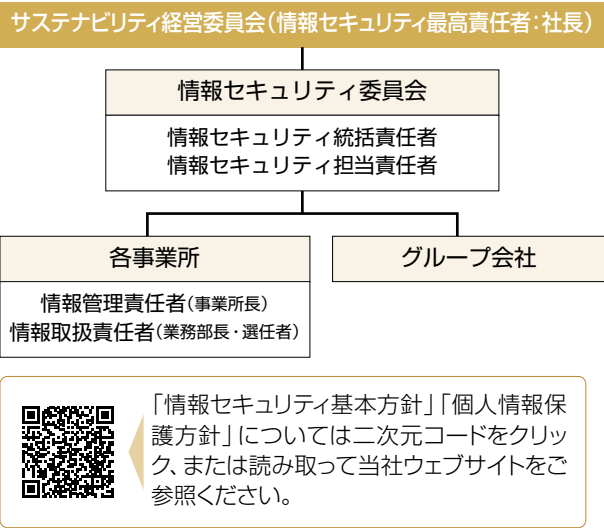 サステナビリティ経営委員会(情報セキュリティ最高責任者:社長)
情報セキュリティ委員会
情報セキュリティ統括責任者
情報セキュリティ担当責任者
各事業所
グループ会社
情報管理責任者(事業所長)
情報取扱責任者(業務部長・選任者)
「情報セキュリティ基本方針」「個人情報保
護方針」については二次元コードをクリッ
ク、または読み取って当社ウェブサイトをご
参照ください。